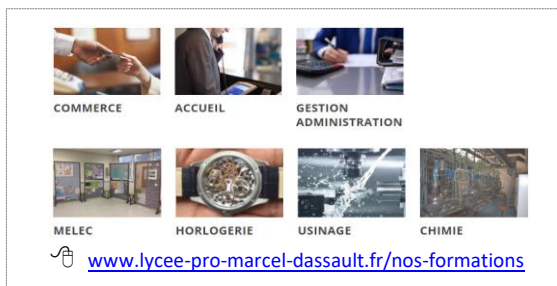 COMMERCE ACCUEIL GESTION
ADMINISTRATION
MELEC HORLOGERIE USINAGE CHIMIE
www.lycee-pro-marcel-dassault.fr/nos-formations